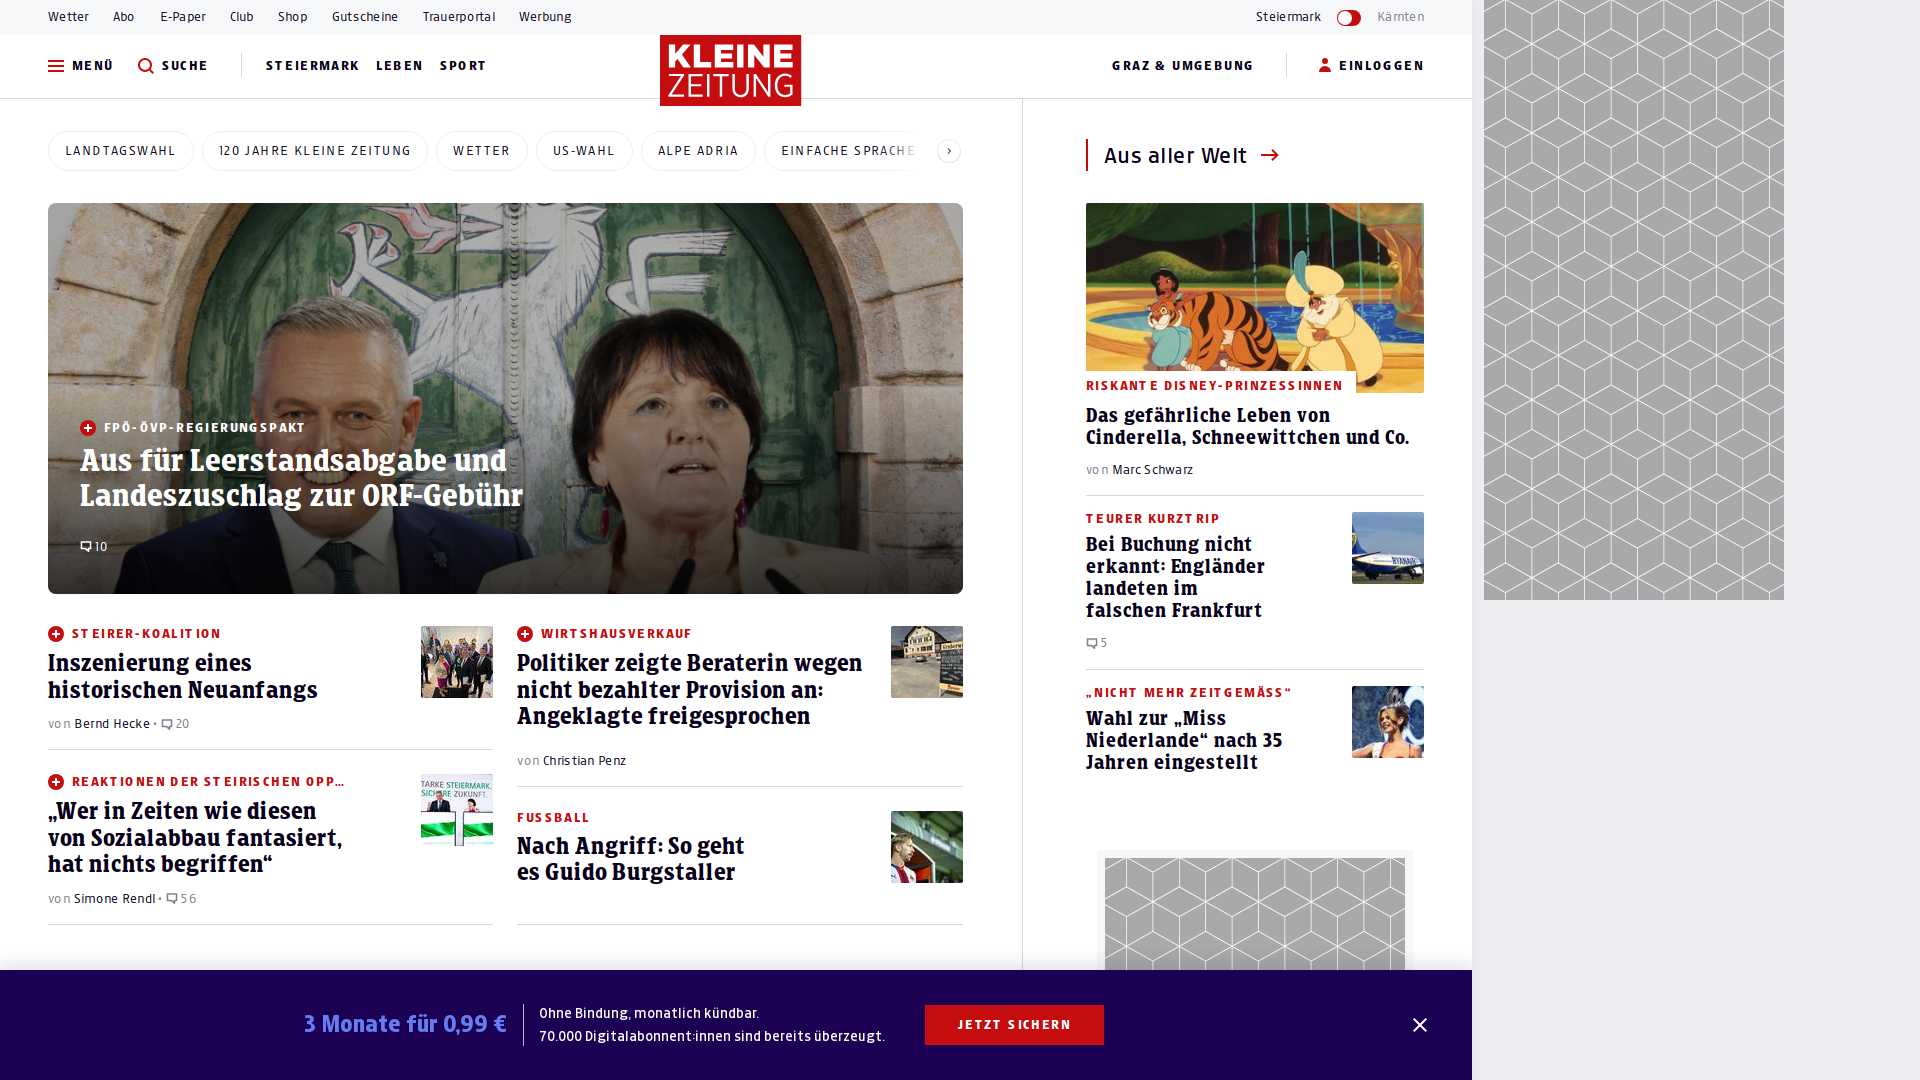 Wetter Abo E-Paper Club Shop Gutscheine Trauerportal Werbung Steiermark Kärnten
MENÜ SUCHE STEIERMARK LEBEN SPORT
KLEINE
ZEITUNG
GRAZ & UMGEBUNG EINLOGGEN
LANDTAGSWAHL 120 JAHRE KLEINE ZEITUNG WETTER US-WAHL ALPE ADRIA EINFACHE SPRACHE
FPÖ-ÖVP-REGIERUNGSPAKT
Aus für Leerstandsabgabe und
Landeszuschlag zur ORF-Gebühr
10
STEIRER-KOALITION
Inszenierung eines
historischen Neuanfangs
von Bernd Hecke • 20
REAKTIONEN DER STEIRISCHEN OPP…
„Wer in Zeiten wie diesen
von Sozialabbau fantasiert,
hat nichts begriffen“
von Simone Rendl • 56
TARKE STEIERMARK.
SICHERE ZUKUNFT.
WIRTSHAUSVERKAUF
Politiker zeigte Beraterin wegen
nicht bezahlter Provision an:
Angeklagte freigesprochen
von Christian Penz
FUSSBALL
Nach Angriff: So geht
es Guido Burgstaller
Aus aller Welt
RISKANTE DISNEY-PRINZESSINNEN
Das gefährliche Leben von
Cinderella, Schneewittchen und Co.
von Marc Schwarz
TEURER KURZTRIP
Bei Buchung nicht
erkannt: Engländer
landeten im
falschen Frankfurt
5
RYANAIR
„NICHT MEHR ZEITGEMÄSS“
Wahl zur „Miss
Niederlande“ nach 35
Jahren eingestellt
3 Monate für 0,99 €
Ohne Bindung, monatlich kündbar.
70.000 Digitalabonnent:innen sind bereits überzeugt.
JETZT SICHERN